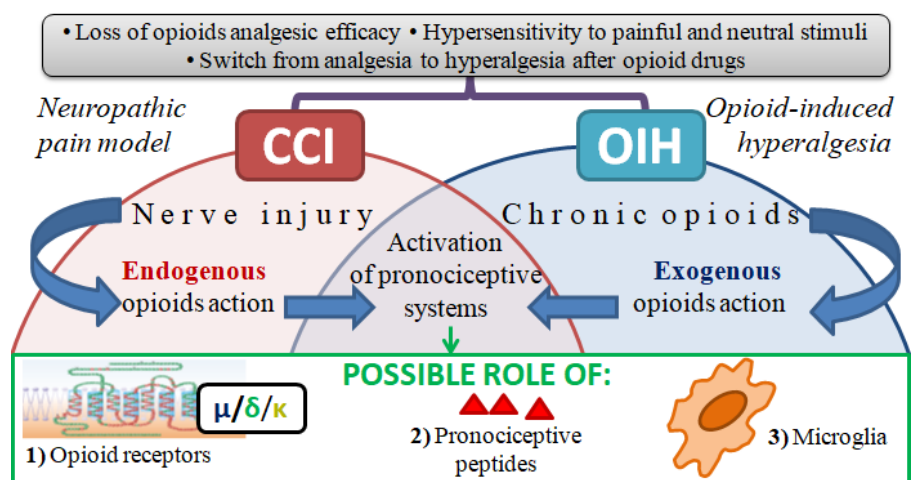 • Loss of opioids analgesic efficacy • Hypersensitivity to painful and neutral stimuli
• Switch from analgesia to hyperalgesia after opioid drugs
Neuropathic
pain model
CCI
OIH
Opioid-induced
hyperalgesia
Nerve injury
Chronic opioids
Activation
of pronociceptive
systems
Endogenous
opioids action
Exogenous
opioids action
POSSIBLE ROLE OF:
μ/δ/κ
1) Opioid receptors
2) Pronociceptive
peptides
3) Microglia